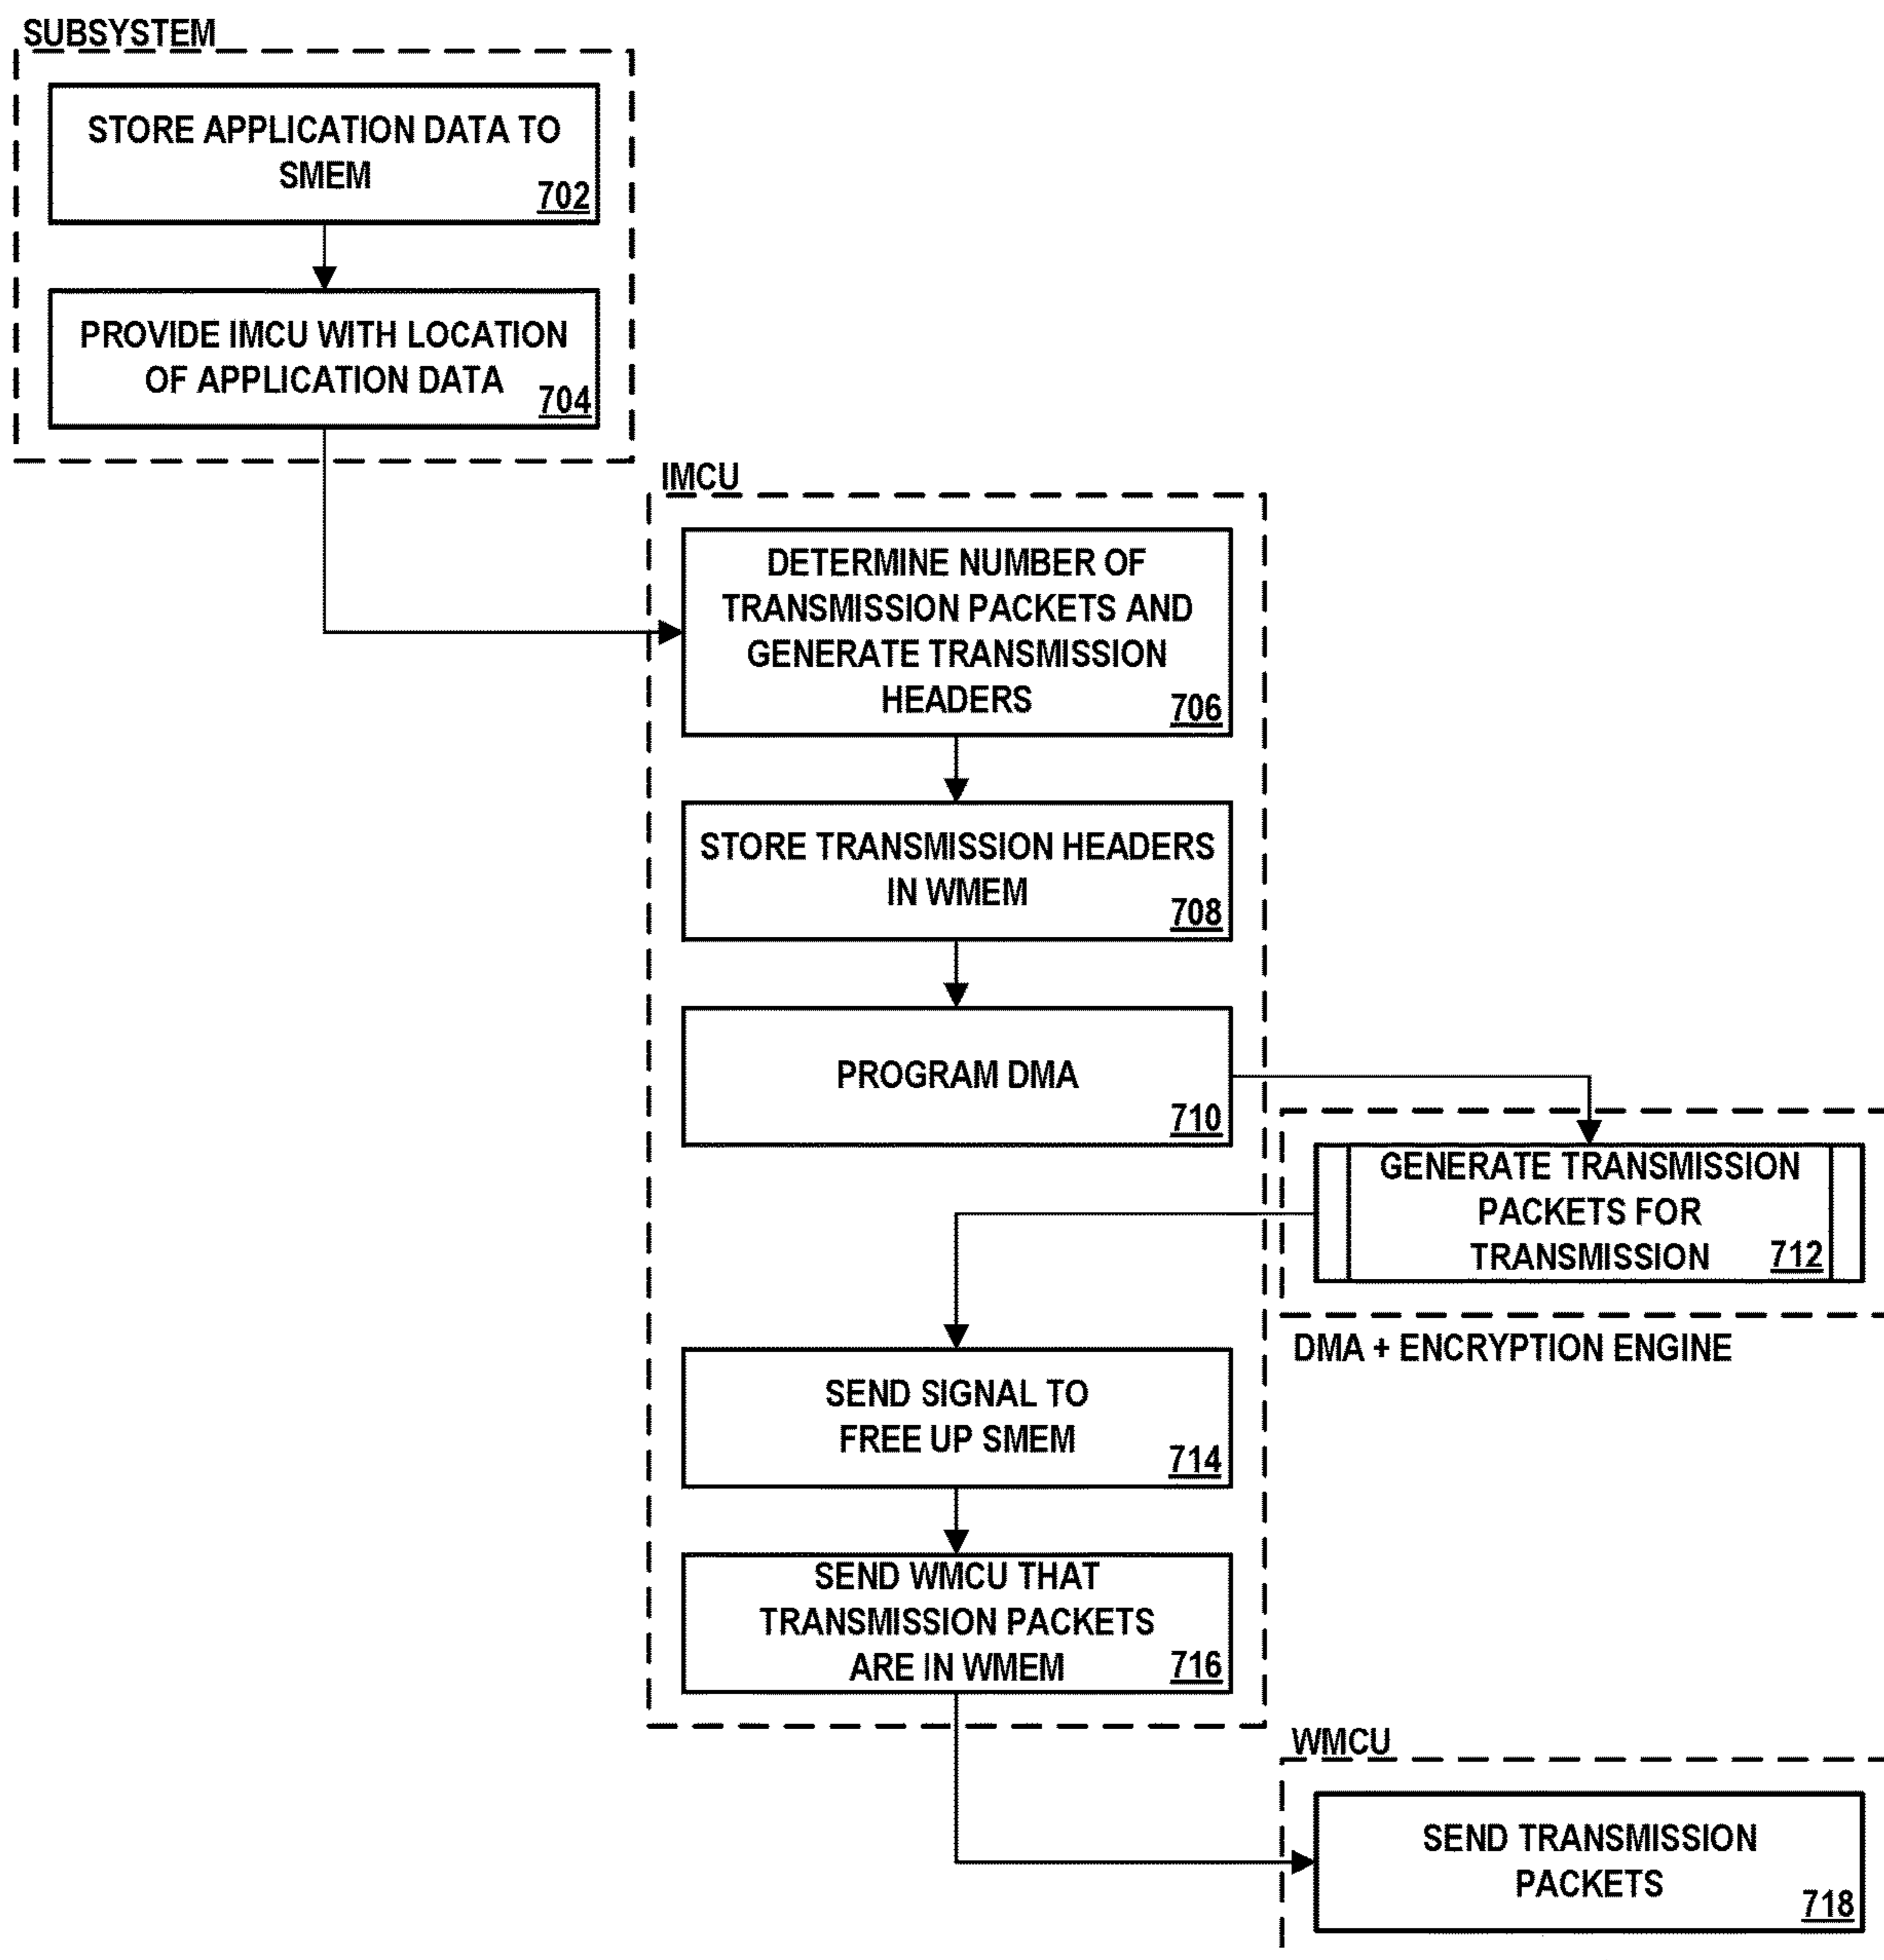 SUBSYSTEM
STORE APPLICATION DATA TO
SMEM
702
PROVIDE IMCU WITH LOCATION
OF APPLICATION DATA
704
IMCU
DETERMINE NUMBER OF
TRANSMISSION PACKETS AND
GENERATE TRANSMISSION
HEADERS
706
STORE TRANSMISSION HEADERS
IN WMEM
708
PROGRAM DMA
710
GENERATE TRANSMISSION
PACKETS FOR
TRANSMISSION
712
DMA + ENCRYPTION ENGINE
SEND SIGNAL TO
FREE UP SMEM
714
SEND WMCU THAT
TRANSMISSION PACKETS
ARE IN WMEM
716
WMCU
SEND TRANSMISSION
PACKETS
718